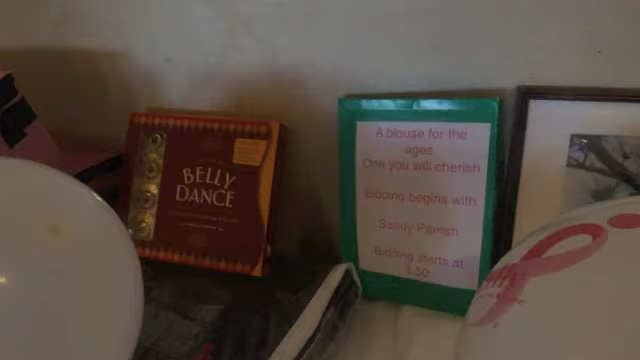 BELLY
DANCE
A blouse for the
ages
One you will cherish
Bidding begins with
Sandy Parrish
Bidding starts at
5.50